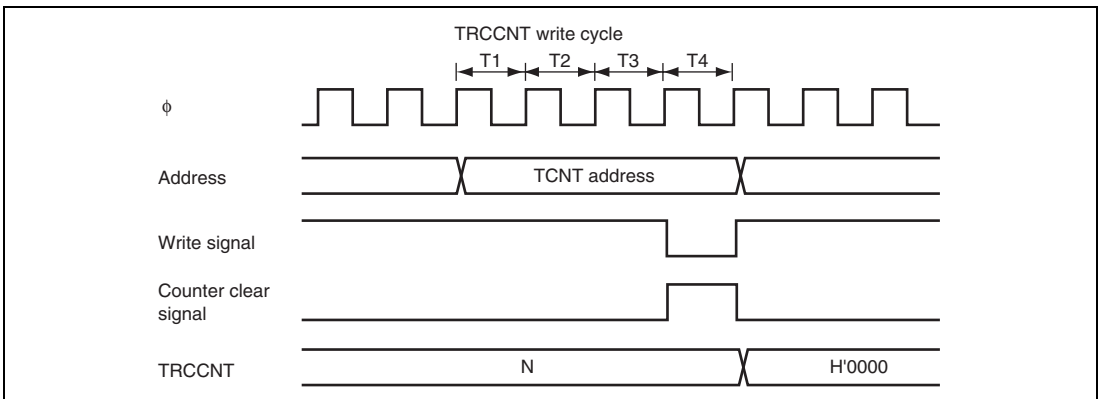 TRCCNT write cycle
T1 T2 T3 T4
ϕ
Address
TCNT address
Write signal
Counter clear
signal
TRCCNT
N
H'0000